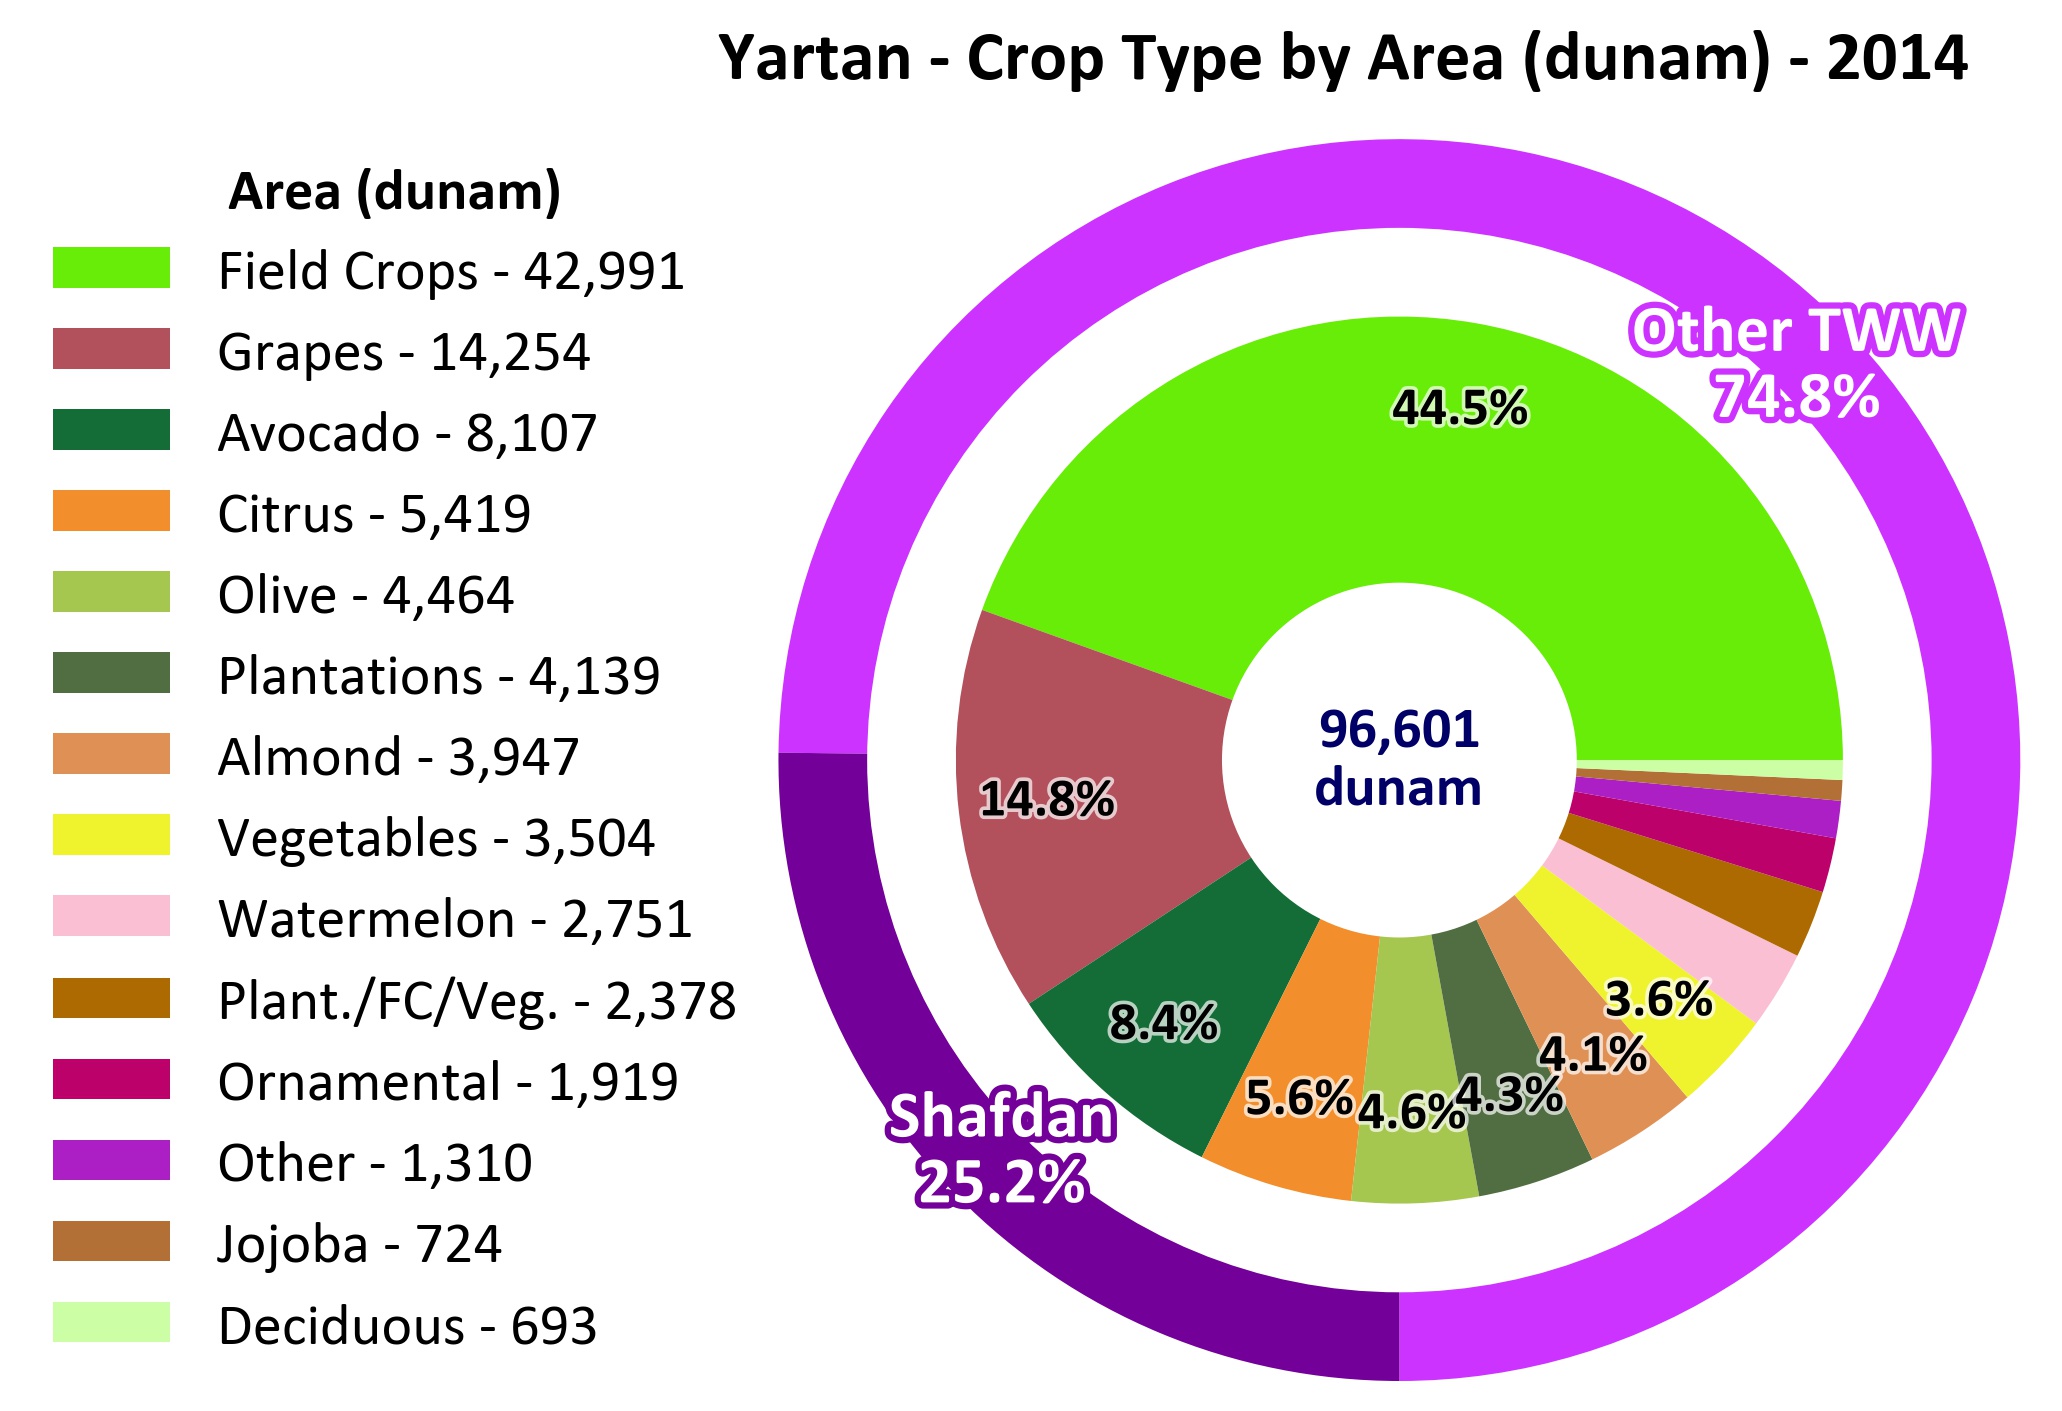 Yartan - Crop Type by Area (dunam) - 2014
Area (dunam)
Field Crops - 42,991
Grapes - 14,254
Avocado - 8,107
Citrus - 5,419
Olive - 4,464
Plantations - 4,139
Almond - 3,947
Vegetables - 3,504
Watermelon - 2,751
Plant./FC/Veg. - 2,378
Ornamental - 1,919
Other - 1,310
Jojoba - 724
Deciduous - 693
Other TWW
74.8%
44.5%
96,601
dunam
14.8%
8.4%
5.6%
4.6%
4.3%
4.1%
3.6%
Shafdan
25.2%